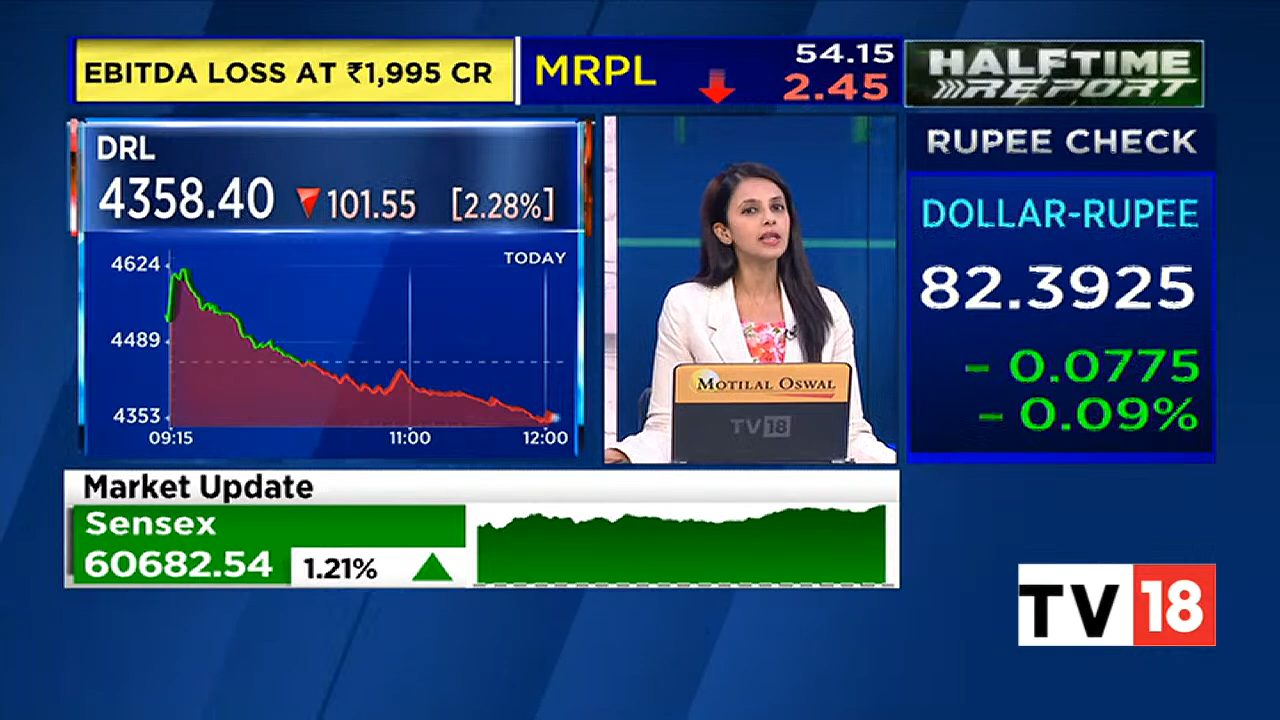 EBITDA LOSS AT ₹1,995 CR
MRPL
54.15
2.45
HALFTIME
REPORT
DRL
4358.40 101.55 [2.28%]
TODAY
4624
4489
4353
09:15 11:00 12:00
MOTILAL OSWAL
TV18
RUPEE CHECK
DOLLAR-RUPEE
82.3925
- 0.0775
- 0.09%
Market Update
Sensex
60682.54 1.21%
TV18